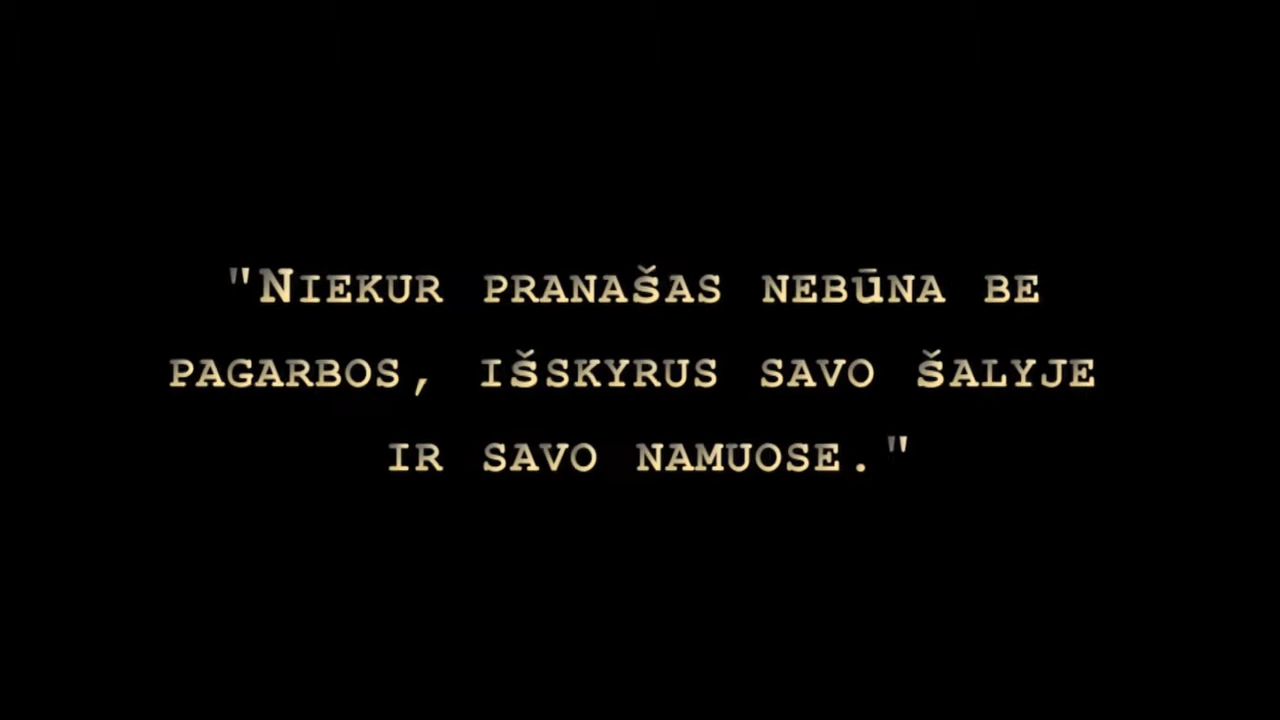 "Niekur pranašas nebūna be
pagarbos, išskyrus savo šalyje
ir savo namuose."